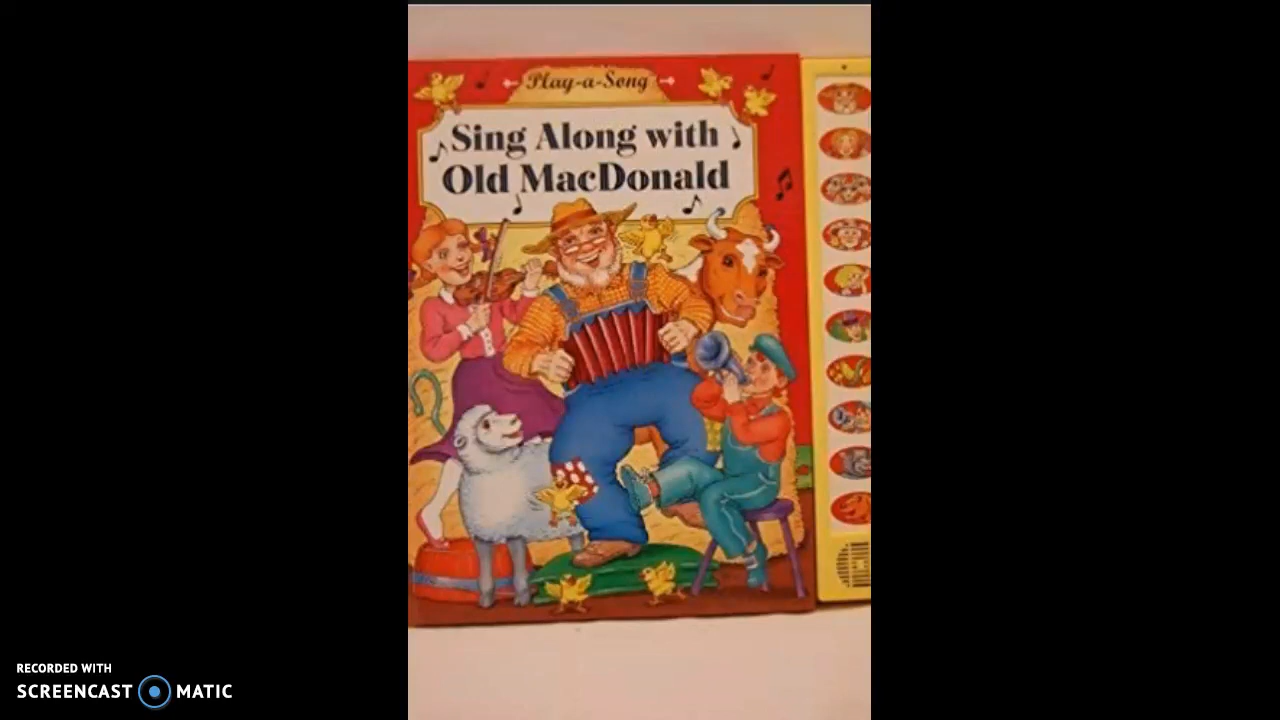 Play-a-Song
Sing Along with
Old MacDonald
RECORDED WITH
SCREENCAST MATIC